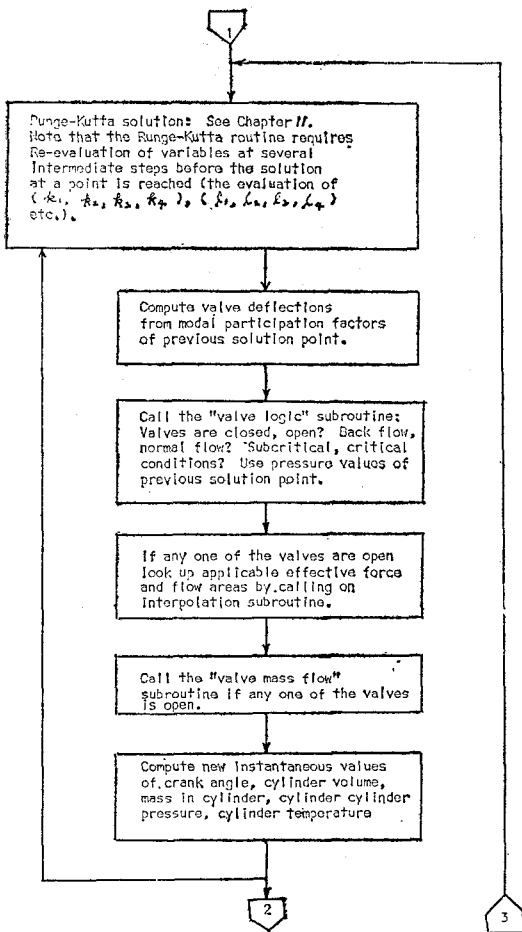 1
Runge-Kutta solution: See Chapter II.
Note that the Runge-Kutta routine requires
Re-evaluation of variables at several
Intermediate steps before the solution
at a point is reached (the evaluation of
(k₁, k₂, k₃, k₄), (l₁, l₂, l₃, l₄)
etc.).
Compute valve deflections
from modal participation factors
of previous solution point.
Call the "valve logic" subroutine:
Valves are closed, open? Back flow,
normal flow? Subcritical, critical
conditions? Use pressure values of
previous solution point.
If any one of the valves are open
look up applicable effective force
and flow areas by calling on
Interpolation subroutine.
Call the "valve mass flow"
subroutine if any one of the valves
is open.
Compute new instantaneous values
of crank angle, cylinder volume,
mass in cylinder, cylinder cylinder
pressure, cylinder temperature
2
3